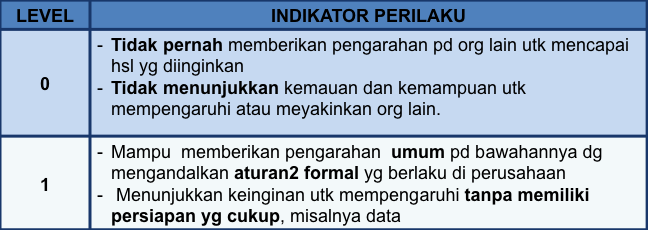 LEVEL INDIKATOR PERILAKU
0
- Tidak pernah memberikan pengarahan pd org lain utk mencapai
hsl yg diinginkan
- Tidak menunjukkan kemauan dan kemampuan utk
mempengaruhi atau meyakinkan org lain.
1
- Mampu memberikan pengarahan umum pd bawahannya dg
mengandalkan aturan2 formal yg berlaku di perusahaan
- Menunjukkan keinginan utk mempengaruhi tanpa memiliki
persiapan yg cukup, misalnya data